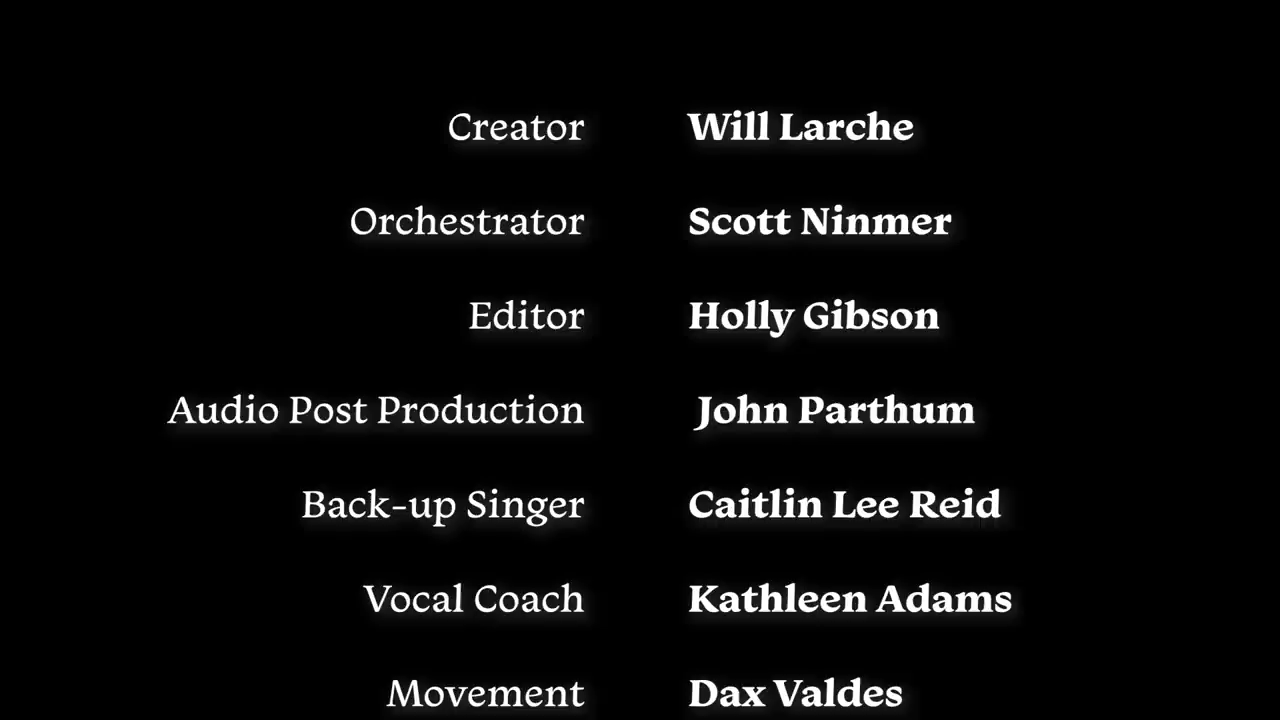 Creator Will Larche
Orchestrator Scott Ninmer
Editor Holly Gibson
Audio Post Production John Parthum
Back-up Singer Caitlin Lee Reid
Vocal Coach Kathleen Adams
Movement Dax Valdes